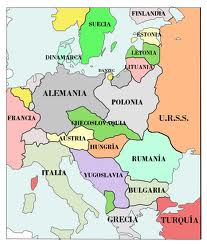 FINLANDIA
SUECIA
ESTONIA
LETONIA
DINAMARCA
LITUANIA
DANZIG
ALEMANIA
POLONIA
FRANCIA
U.R.S.S.
CHECOSLOVAQUIA
AUSTRIA
HUNGRÍA
RUMANÍA
ITALIA
YUGOSLAVIA
BULGARIA
GRECIA
TURQUÍA